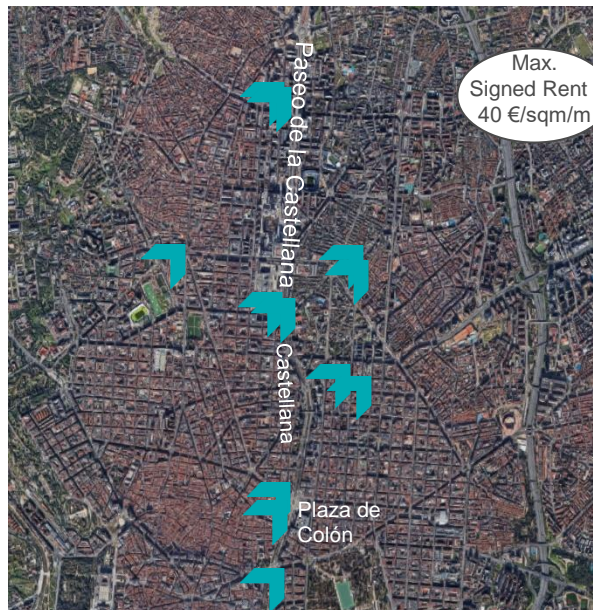 Paseo de la Castellana
Max.
Signed Rent
40 €/sqm/m
Castellana
Plaza de
Colón